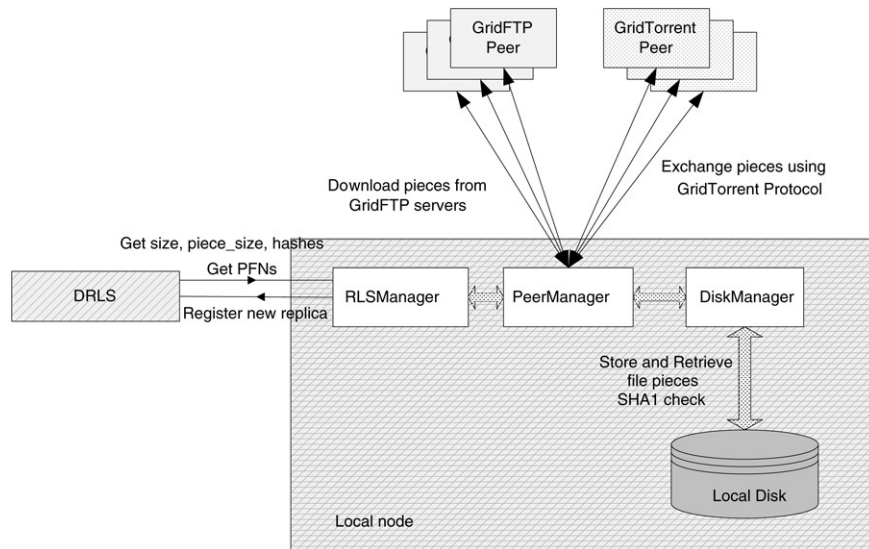 GridFTP
Peer
GridTorrent
Peer
Download pieces from
GridFTP servers
Exchange pieces using
GridTorrent Protocol
Get size, piece_size, hashes
Get PFNs
DRLS
Register new replica
RLSManager
PeerManager
DiskManager
Store and Retrieve
file pieces
SHA1 check
Local Disk
Local node